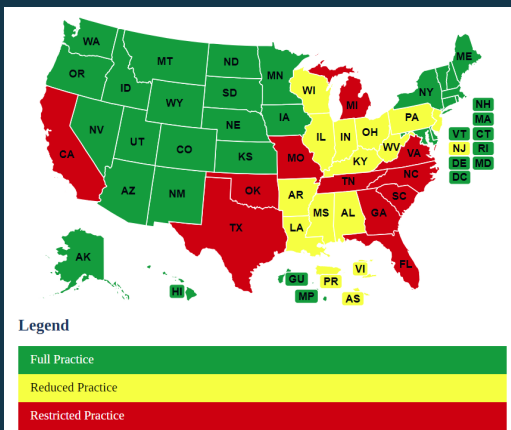 WA
MT
ND
MN
ME
OR
ID
SD
WI
NY
WY
MI
NH
IA
PA
MA
NE
NV
OH
VT CT
IL
IN
UT
NJ RI
CO
WV
VA
CA
KS
MO
KY
DE MD
NC
DC
TN
OK
AZ
NM
AR
SC
MS
AL
GA
TX
LA
AK
FL
VI
GU
PR
HI
MP
AS
Legend
Full Practice
Reduced Practice
Restricted Practice